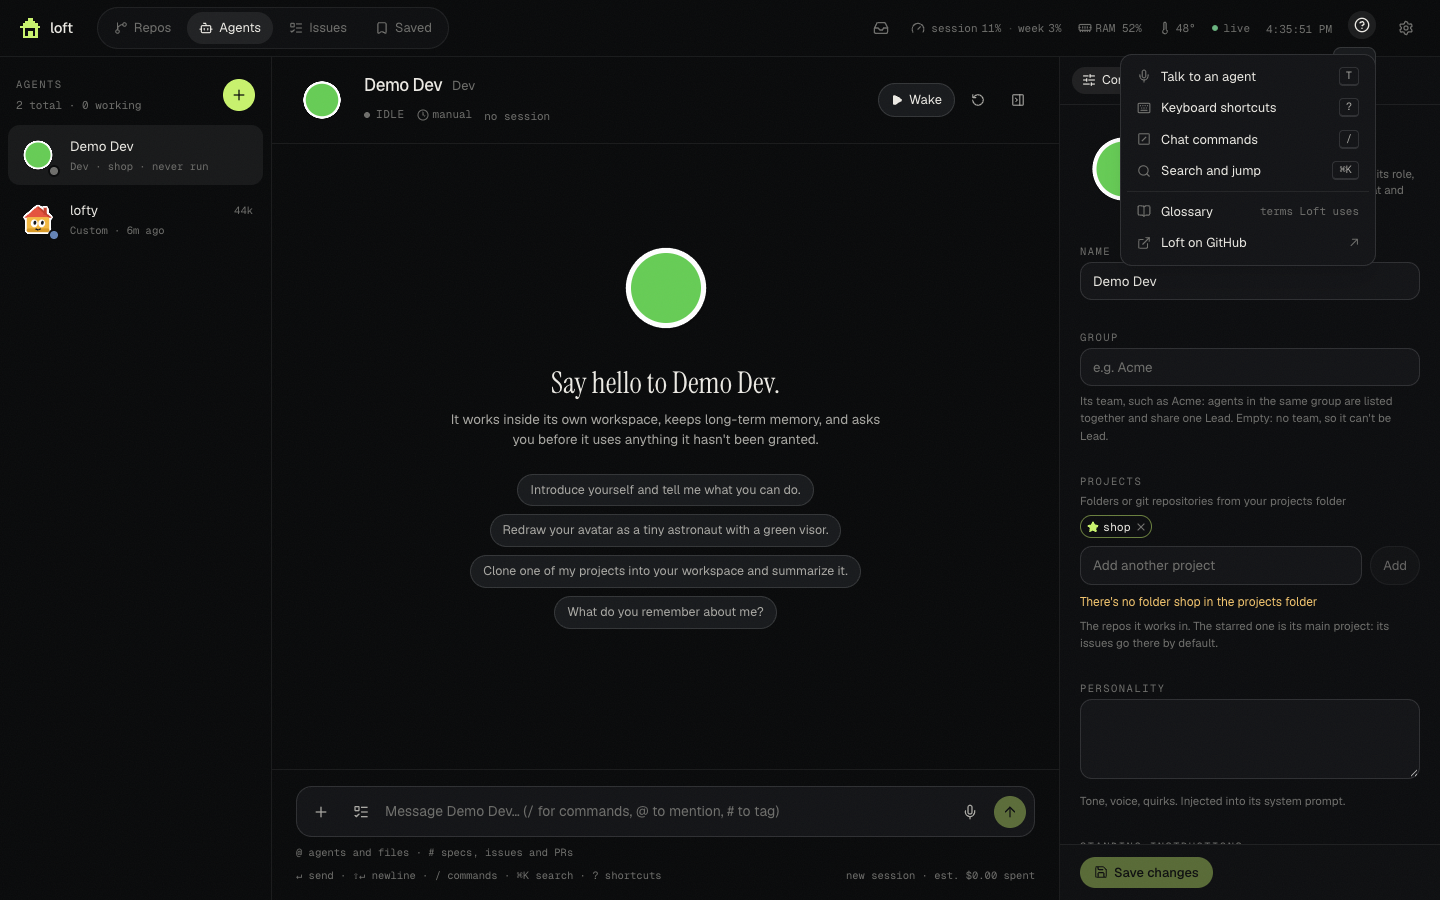 loft
Repos
Agents
Issues
Saved
session 11% · week 3%
RAM 52%
48°
live
4:35:51 PM
AGENTS
2 total · 0 working
Demo Dev
Dev · shop · never run
lofty
44k
Custom · 6m ago
Demo Dev Dev
IDLE
manual
no session
Wake
Say hello to Demo Dev.
It works inside its own workspace, keeps long-term memory, and asks
you before it uses anything it hasn't been granted.
Introduce yourself and tell me what you can do.
Redraw your avatar as a tiny astronaut with a green visor.
Clone one of my projects into your workspace and summarize it.
What do you remember about me?
Message Demo Dev… (/ for commands, @ to mention, # to tag)
@ agents and files · # specs, issues and PRs
↵ send · ⇧↵ newline · / commands · ⌘K search · ? shortcuts
new session · est. $0.00 spent
Talk to an agent T
Keyboard shortcuts ?
Chat commands /
Search and jump ⌘K
Glossary terms Loft uses
Loft on GitHub
its role,
and
NAME
Demo Dev
GROUP
e.g. Acme
Its team, such as Acme: agents in the same group are listed
together and share one Lead. Empty: no team, so it can't be
Lead.
PROJECTS
Folders or git repositories from your projects folder
shop
Add another project
Add
There's no folder shop in the projects folder
The repos it works in. The starred one is its main project: its
issues go there by default.
PERSONALITY
Tone, voice, quirks. Injected into its system prompt.
Save changes